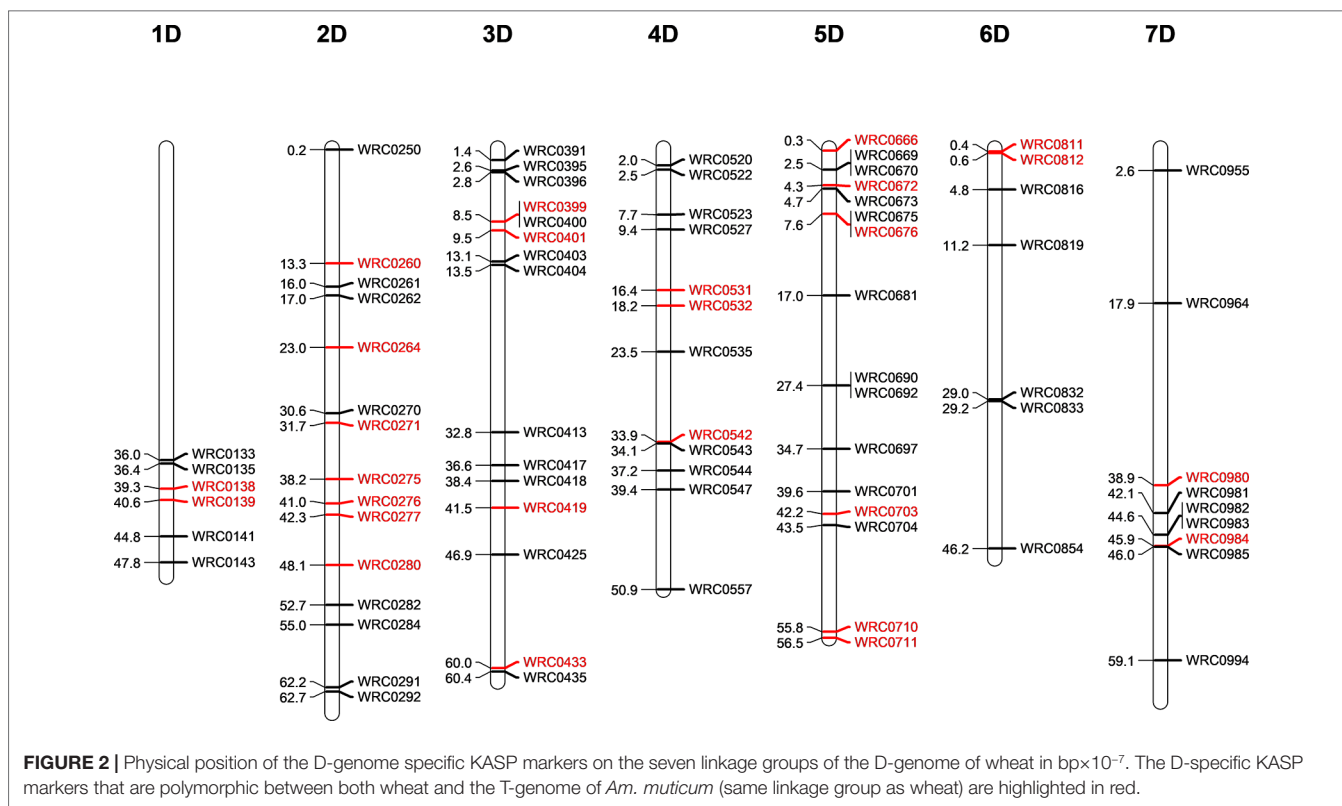 1D 2D 3D 4D 5D 6D 7D
36.0 WRC0133
36.4 WRC0135
39.3 WRC0138
40.6 WRC0139
44.8 WRC0141
47.8 WRC0143
0.2 WRC0250
13.3 WRC0260
16.0 WRC0261
17.0 WRC0262
23.0 WRC0264
30.6 WRC0270
31.7 WRC0271
38.2 WRC0275
41.0 WRC0276
42.3 WRC0277
48.1 WRC0280
52.7 WRC0282
55.0 WRC0284
62.2 WRC0291
62.7 WRC0292
1.4 WRC0391
2.6 WRC0395
2.8 WRC0396
8.5 WRC0399
WRC0400
9.5 WRC0401
13.1 WRC0403
13.5 WRC0404
32.8 WRC0413
36.6 WRC0417
38.4 WRC0418
41.5 WRC0419
46.9 WRC0425
60.0 WRC0433
60.4 WRC0435
2.0 WRC0520
2.5 WRC0522
7.7 WRC0523
9.4 WRC0527
16.4 WRC0531
18.2 WRC0532
23.5 WRC0535
33.9 WRC0542
34.1 WRC0543
37.2 WRC0544
39.4 WRC0547
50.9 WRC0557
0.3 WRC0666
2.5 WRC0669
WRC0670
4.3 WRC0672
4.7 WRC0673
7.6 WRC0675
WRC0676
17.0 WRC0681
27.4 WRC0690
WRC0692
34.7 WRC0697
39.6 WRC0701
42.2 WRC0703
43.5 WRC0704
55.8 WRC0710
56.5 WRC0711
0.4 WRC0811
0.6 WRC0812
4.8 WRC0816
11.2 WRC0819
29.0 WRC0832
29.2 WRC0833
46.2 WRC0854
2.6 WRC0955
17.9 WRC0964
38.9 WRC0980
42.1 WRC0981
44.6 WRC0982
WRC0983
45.9 WRC0984
46.0 WRC0985
59.1 WRC0994
FIGURE 2 | Physical position of the D-genome specific KASP markers on the seven linkage groups of the D-genome of wheat in bp×10⁻⁷. The D-specific KASP
markers that are polymorphic between both wheat and the T-genome of Am. muticum (same linkage group as wheat) are highlighted in red.